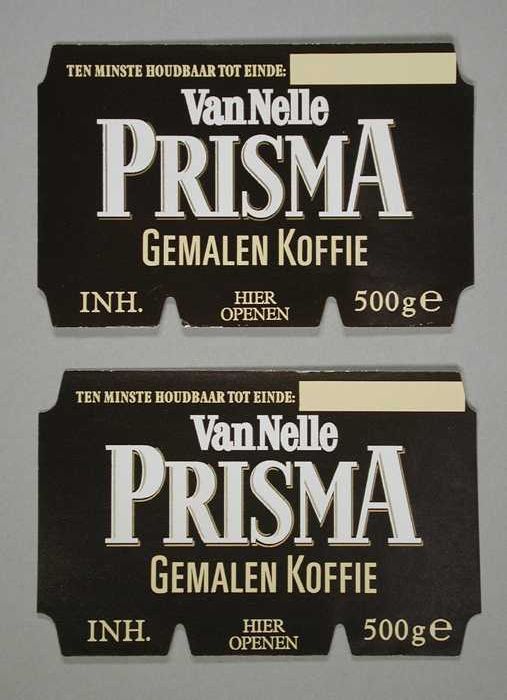 TEN MINSTE HOUDBAAR TOT EINDE:
Van Nelle
PRISMA
GEMALEN KOFFIE
INH. HIER OPENEN 500g e
TEN MINSTE HOUDBAAR TOT EINDE:
Van Nelle
PRISMA
GEMALEN KOFFIE
INH. HIER OPENEN 500g e